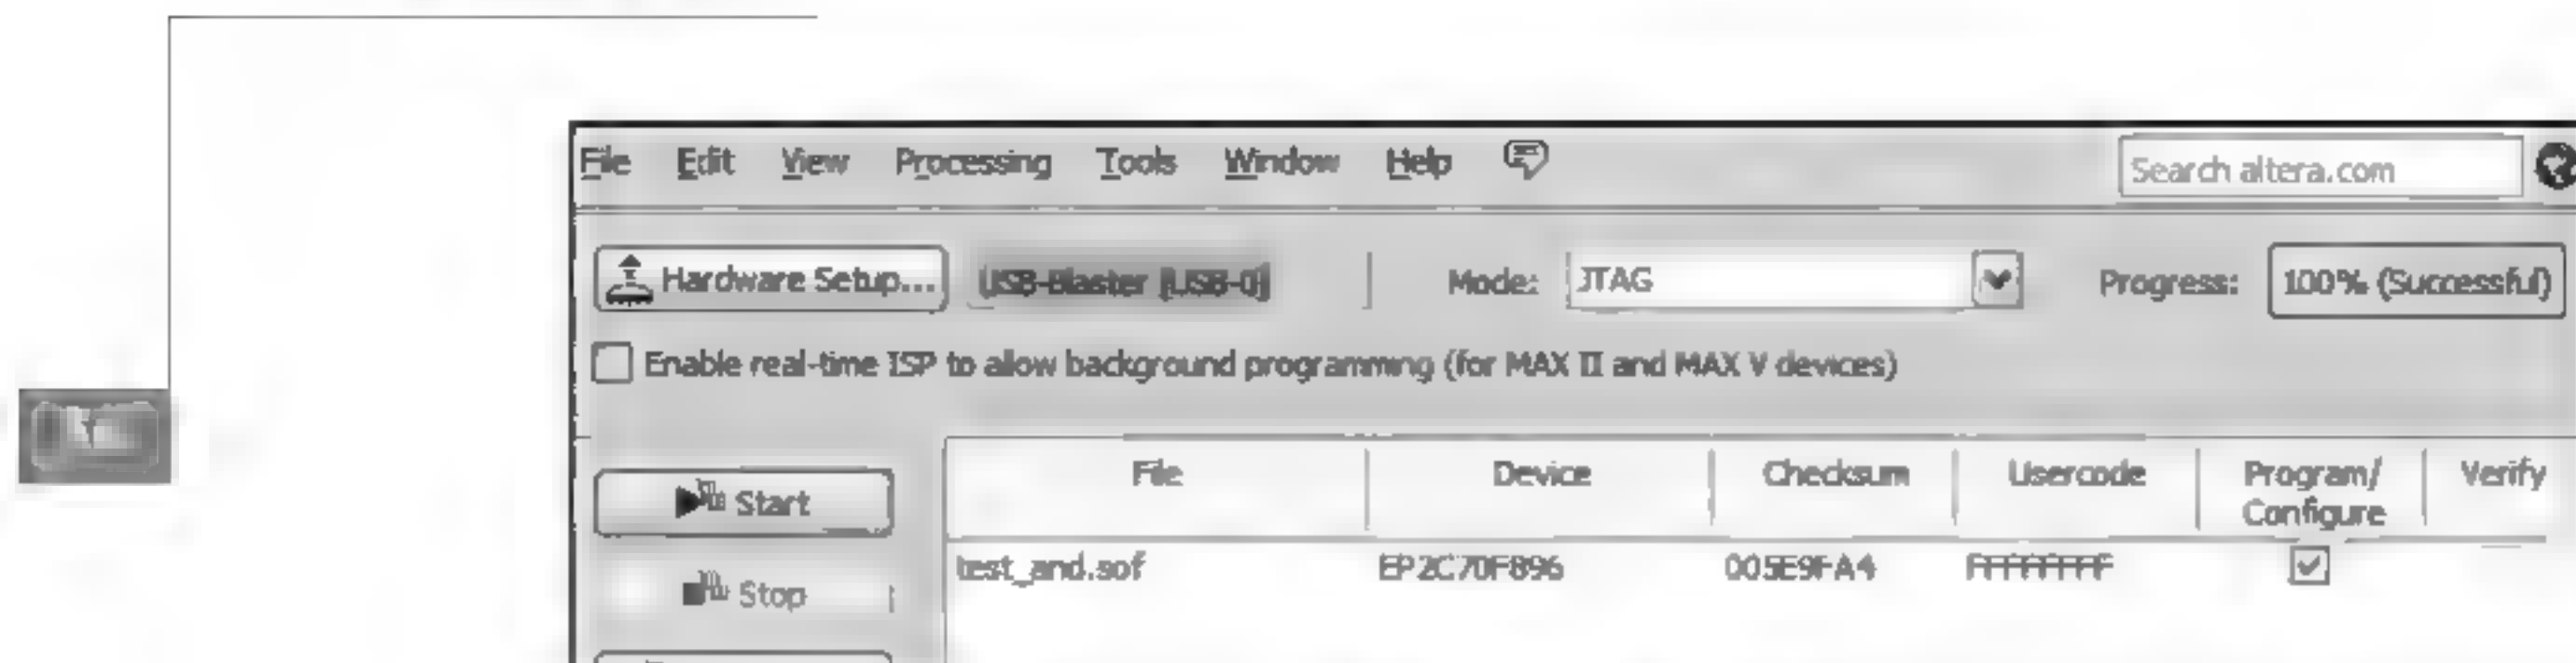 File Edit View Processing Tools Window Help Search altera.com
Hardware Setup... USB-Blaster [USB-0] Mode: JTAG Progress: 100% (Successful)
Enable real-time ISP to allow background programming (for MAX II and MAX V devices)
File Device Checksum Usercode Program/ Verify
Configure
Start
test_and.sof EP2C70F896 005E9FA4 FFFFFFFF
Stop